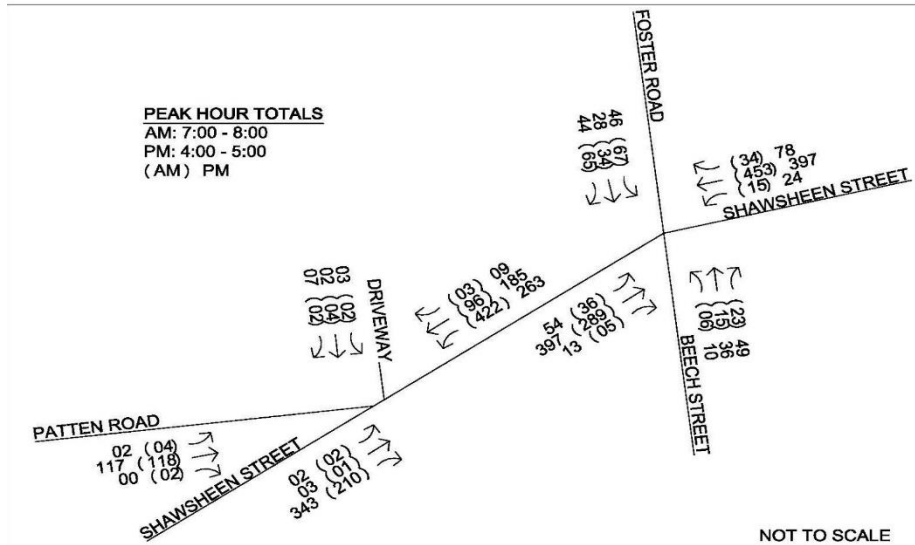 PEAK HOUR TOTALS
AM: 7:00 - 8:00
PM: 4:00 - 5:00
(AM) PM
FOSTER ROAD
46 (67)
28 (34)
44 (65)
(34) 78
(453) 397
(15) 24
SHAWSHEEN STREET
03 (02)
02 (04)
07 (02)
DRIVEWAY
(03) 09
(96) 185
(422) 263
54 (36)
397 (289)
13 (05)
(23) 49
(15) 36
(06) 10
BEECH STREET
PATTEN ROAD
02 (04)
117 (118)
00 (02)
SHAWSHEEN STREET
02 (02)
03 (01)
343 (210)
NOT TO SCALE